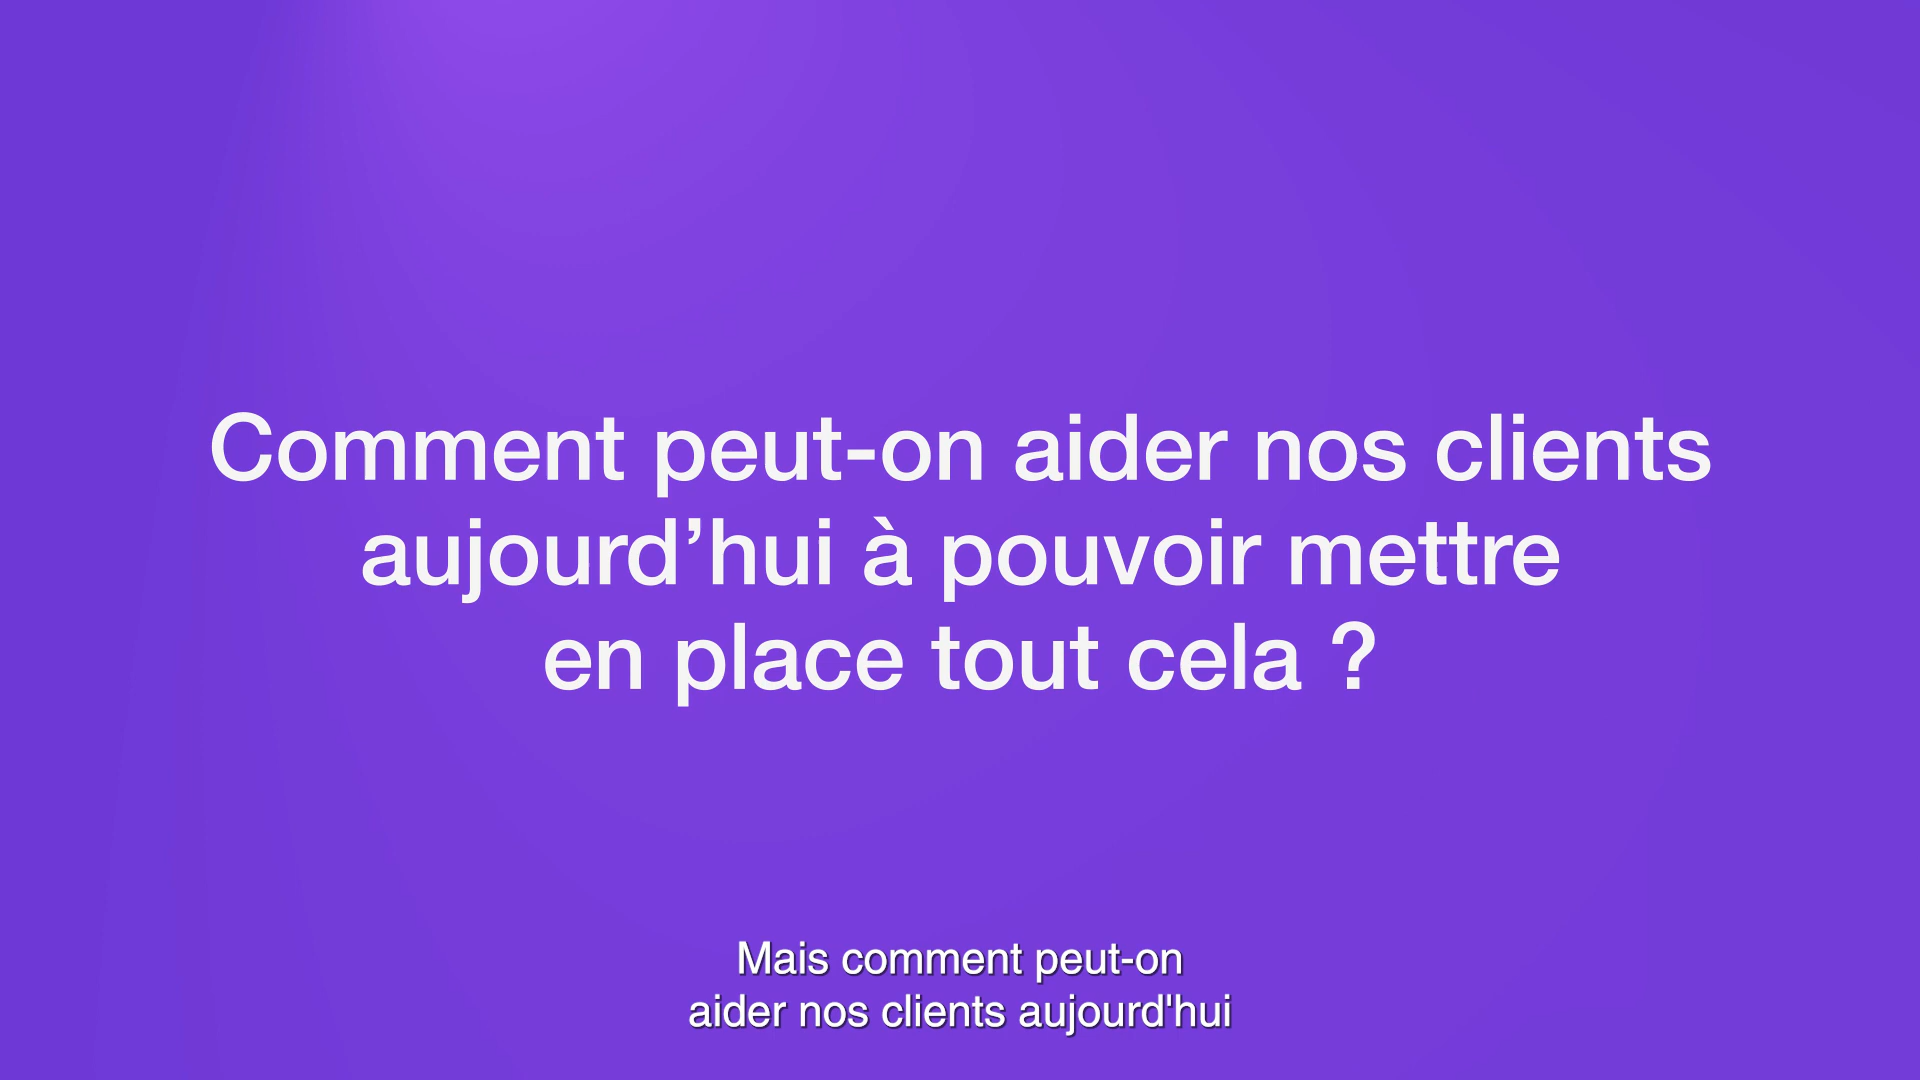 Comment peut-on aider nos clients
aujourd’hui à pouvoir mettre
en place tout cela ?
Mais comment peut-on
aider nos clients aujourd'hui